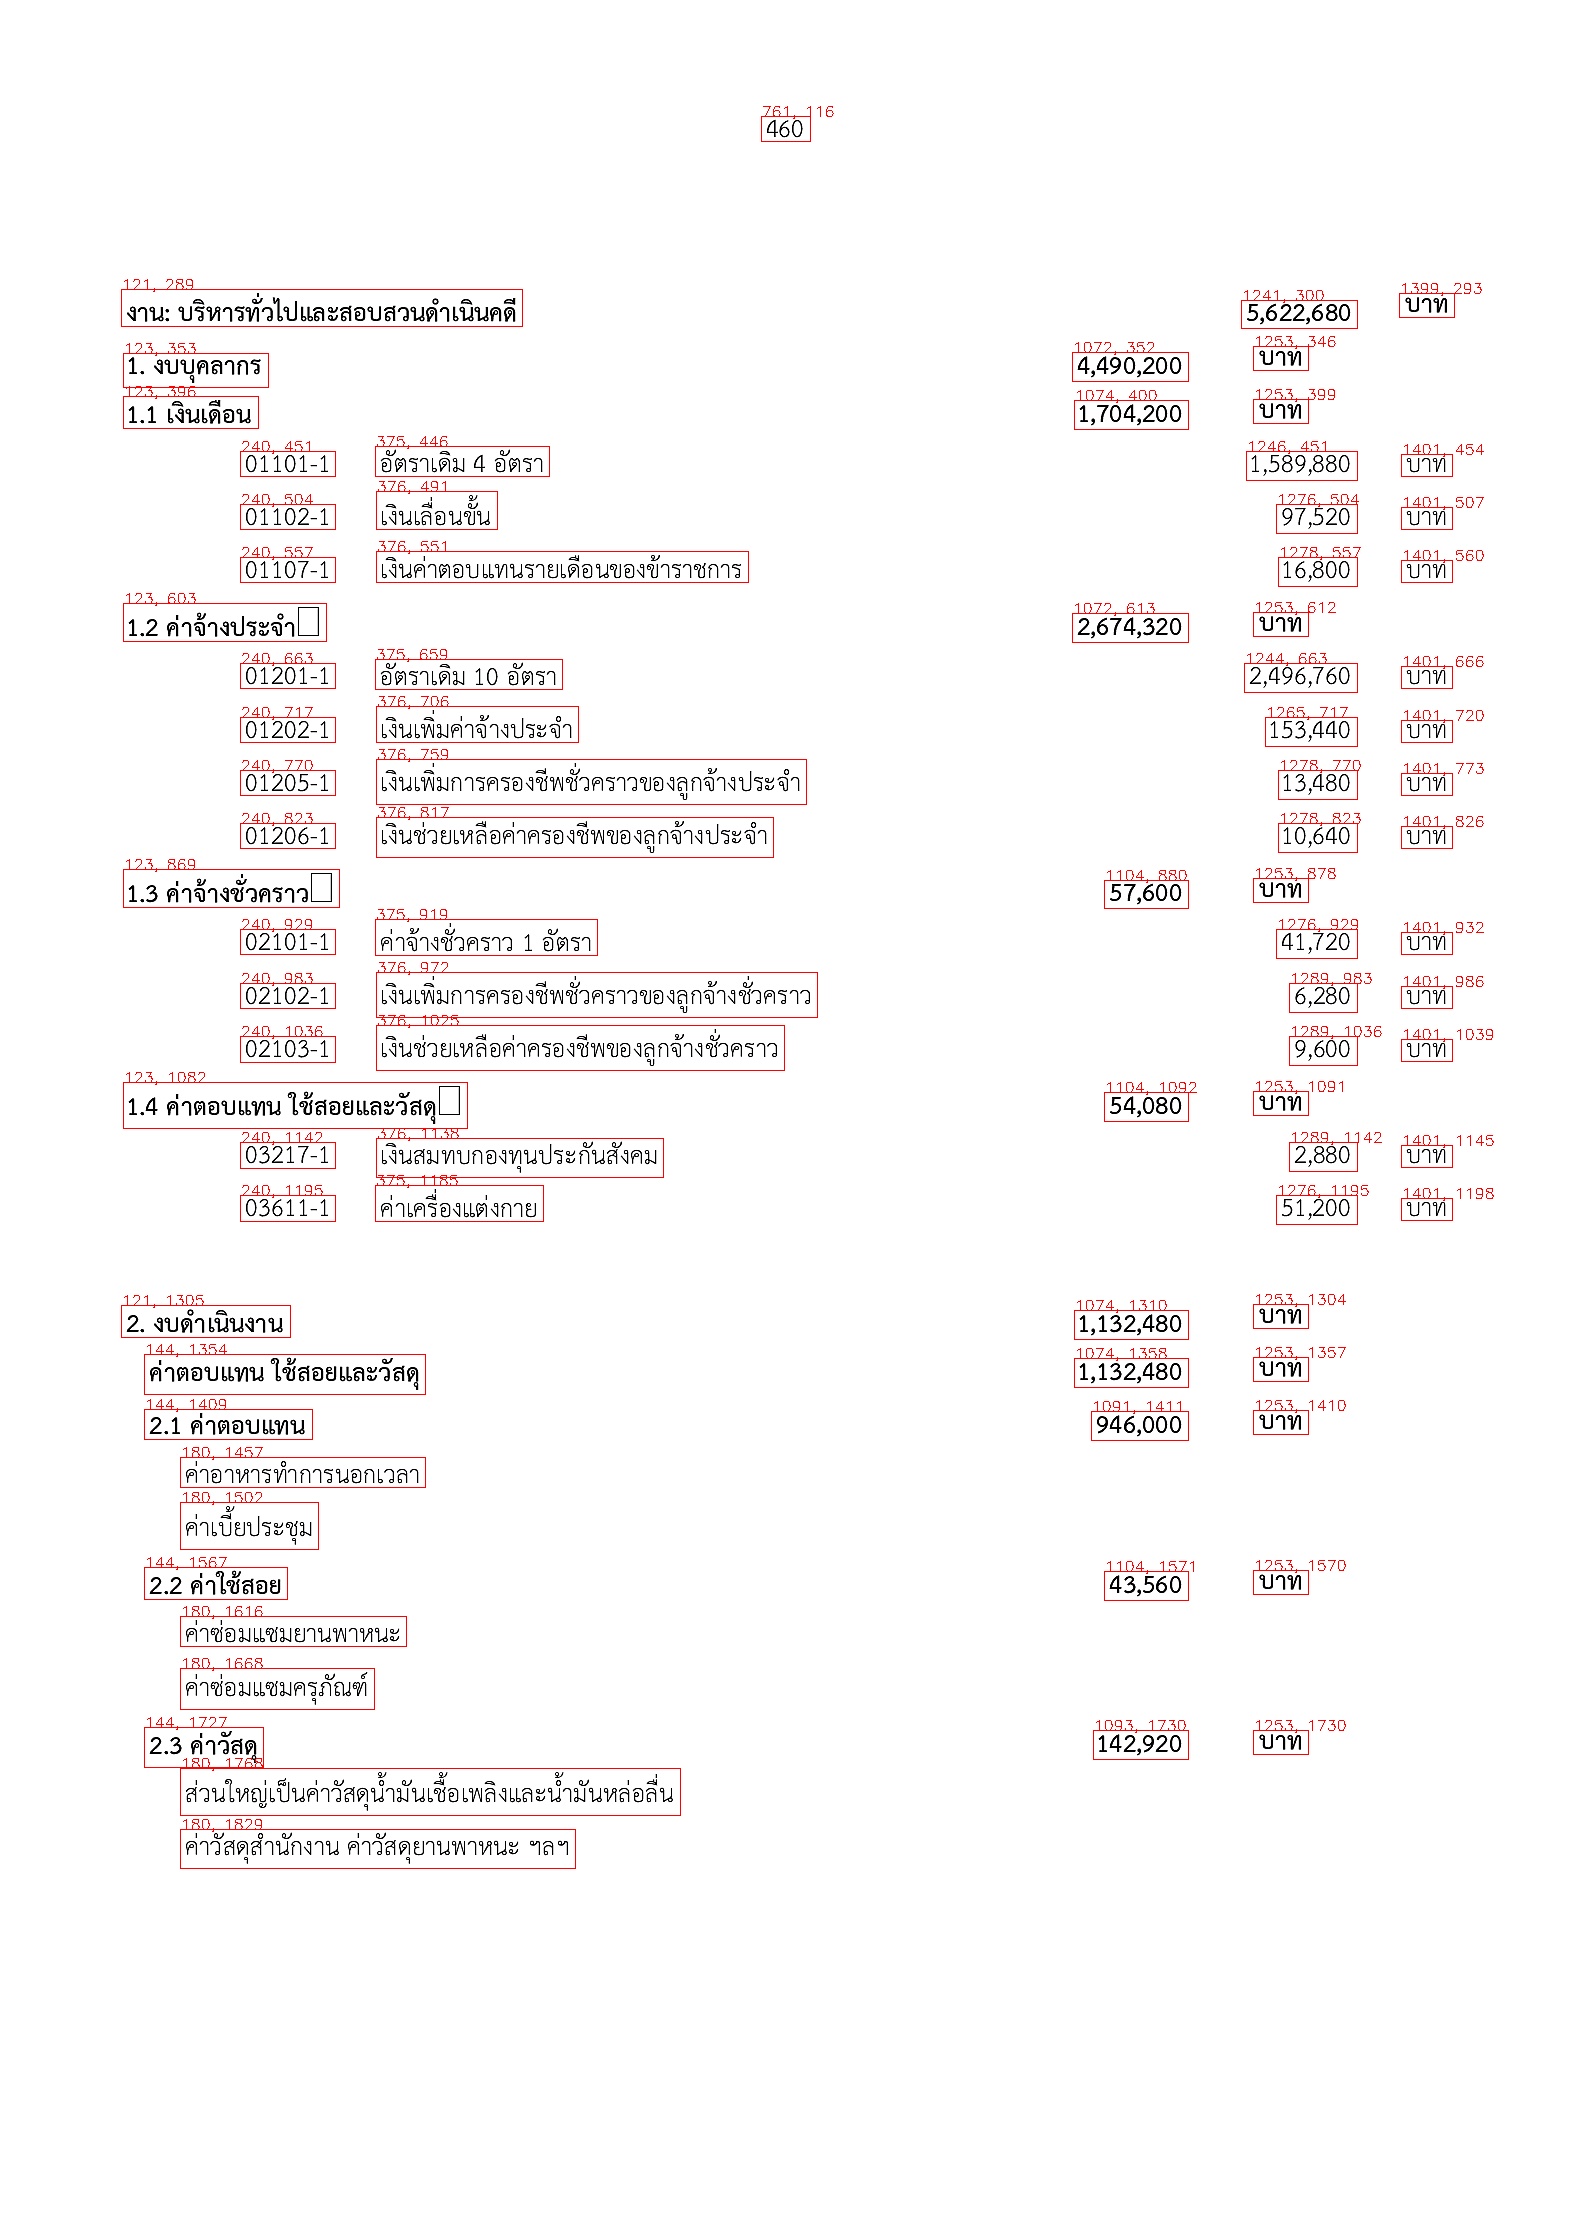 761, 116
460
121, 289 1241, 300 1399, 293
งาน: บริหารทั่วไปและสอบสวนดำเนินคดี 5,622,680 บาท
123, 353 1072, 352 1253, 346
1. งบบุคลากร 4,490,200 บาท
123, 396 1074, 400 1253, 399
1.1 เงินเดือน 1,704,200 บาท
240, 451 375, 446 1246, 451 1401, 454
01101-1 อัตราเดิม 4 อัตรา 1,589,880 บาท
240, 504 376, 491 1276, 504 1401, 507
01102-1 เงินเลื่อนขั้น 97,520 บาท
240, 557 376, 551 1278, 557 1401, 560
01107-1 เงินค่าตอบแทนรายเดือนของข้าราชการ 16,800 บาท
123, 603 1072, 613 1253, 612
1.2 ค่าจ้างประจำ 2,674,320 บาท
240, 663 375, 659 1244, 663 1401, 666
01201-1 อัตราเดิม 10 อัตรา 2,496,760 บาท
240, 717 376, 706 1265, 717 1401, 720
01202-1 เงินเพิ่มค่าจ้างประจำ 153,440 บาท
240, 770 376, 759 1278, 770 1401, 773
01205-1 เงินเพิ่มการครองชีพชั่วคราวของลูกจ้างประจำ 13,480 บาท
240, 823 376, 817 1278, 823 1401, 826
01206-1 เงินช่วยเหลือค่าครองชีพของลูกจ้างประจำ 10,640 บาท
123, 869 1104, 880 1253, 878
1.3 ค่าจ้างชั่วคราว 57,600 บาท
240, 929 375, 919 1276, 929 1401, 932
02101-1 ค่าจ้างชั่วคราว 1 อัตรา 41,720 บาท
240, 983 376, 972 1289, 983 1401, 986
02102-1 เงินเพิ่มการครองชีพชั่วคราวของลูกจ้างชั่วคราว 6,280 บาท
240, 1036 376, 1025 1289, 1036 1401, 1039
02103-1 เงินช่วยเหลือค่าครองชีพของลูกจ้างชั่วคราว 9,600 บาท
123, 1082 1104, 1092 1253, 1091
1.4 ค่าตอบแทน ใช้สอยและวัสดุ 54,080 บาท
240, 1142 376, 1138 1289, 1142 1401, 1145
03217-1 เงินสมทบกองทุนประกันสังคม 2,880 บาท
240, 1195 375, 1185 1276, 1195 1401, 1198
03611-1 ค่าเครื่องแต่งกาย 51,200 บาท
121, 1305 1074, 1310 1253, 1304
2. งบดำเนินงาน 1,132,480 บาท
144, 1354 1074, 1358 1253, 1357
ค่าตอบแทน ใช้สอยและวัสดุ 1,132,480 บาท
144, 1409 1091, 1411 1253, 1410
2.1 ค่าตอบแทน 946,000 บาท
180, 1457
ค่าอาหารทำการนอกเวลา
180, 1502
ค่าเบี้ยประชุม
144, 1567 1104, 1571 1253, 1570
2.2 ค่าใช้สอย 43,560 บาท
180, 1616
ค่าซ่อมแซมยานพาหนะ
180, 1668
ค่าซ่อมแซมครุภัณฑ์
144, 1727 1093, 1730 1253, 1730
2.3 ค่าวัสดุ 142,920 บาท
180, 1768
ส่วนใหญ่เป็นค่าวัสดุน้ำมันเชื้อเพลิงและน้ำมันหล่อลื่น
180, 1829
ค่าวัสดุสำนักงาน ค่าวัสดุยานพาหนะ ฯลฯ